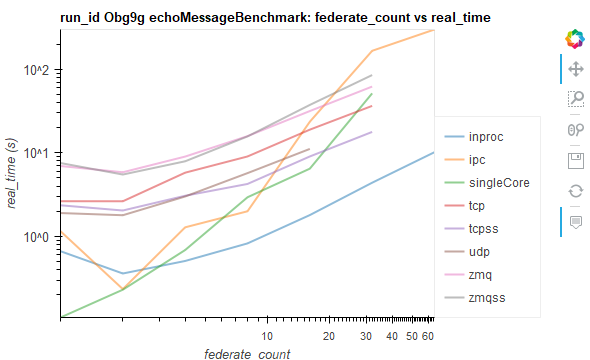 run_id Obg9g echoMessageBenchmark: federate_count vs real_time
real_time (s)
10^2
10^1
10^0
10
20
30
40
50
60
federate_count
inproc
ipc
singleCore
tcp
tcpss
udp
zmq
zmqss